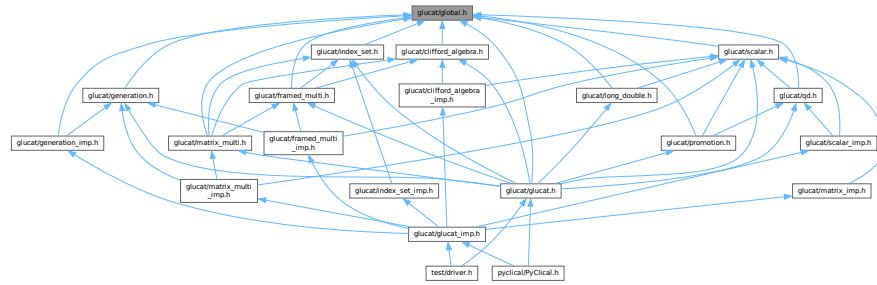 glucat/global.h
glucat/index_set.h
glucat/clifford_algebra.h
glucat/scalar.h
glucat/generation.h
glucat/framed_multi.h
glucat/clifford_algebra
_imp.h
glucat/long_double.h
glucat/qd.h
glucat/generation_imp.h
glucat/matrix_multi.h
glucat/framed_multi
_imp.h
glucat/promotion.h
glucat/scalar_imp.h
glucat/matrix_multi
_imp.h
glucat/index_set_imp.h
glucat/glucat.h
glucat/matrix_imp.h
glucat/glucat_imp.h
test/driver.h
pyclical/PyClical.h